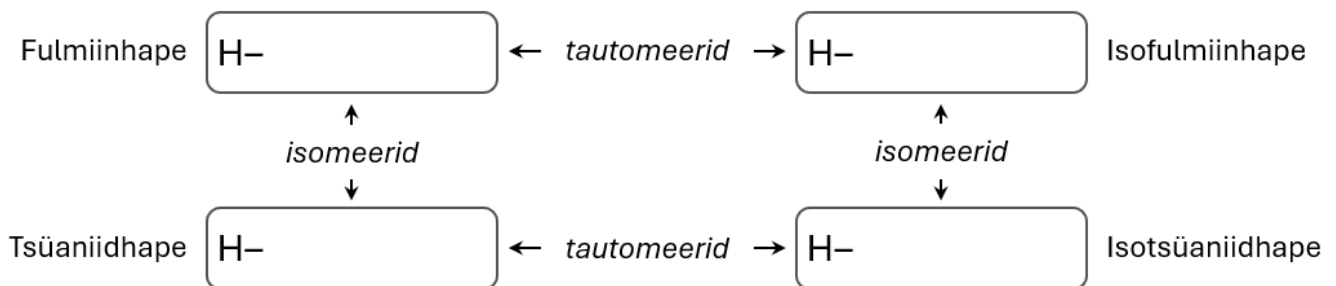 Fulmiinhape H– ← tautomeerid → H– Isofulmiinhape
isomeerid isomeerid
Tsüaniidhape H– ← tautomeerid → H– Isotsüaniidhape